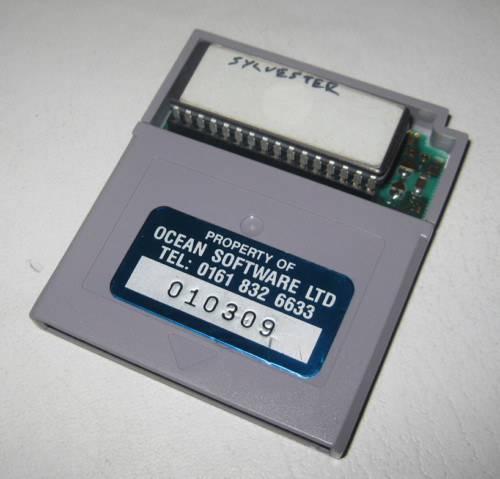 SYLVESTER
PROPERTY OF
OCEAN SOFTWARE LTD
TEL: 0161 832 6633
010309